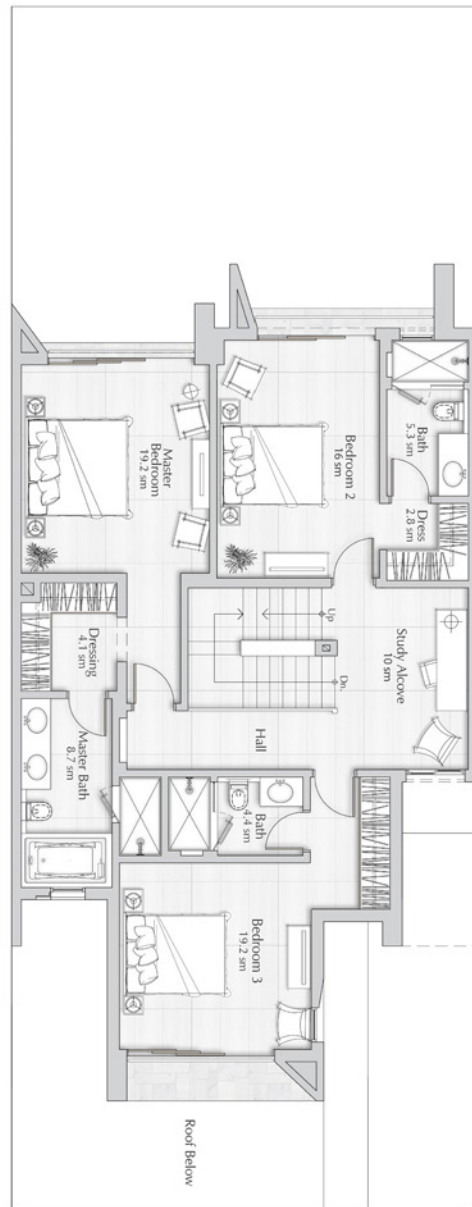 Bath
5.3 sm
Dress
2.8 sm
Bedroom 2
16 sm
Master
Bedroom
19.2 sm
Study Alcove
10 sm
Up
Dn.
Hall
Dressing
4.1 sm
Master Bath
8.7 sm
Bath
4.4 sm
Bedroom 3
19.2 sm
Roof Below